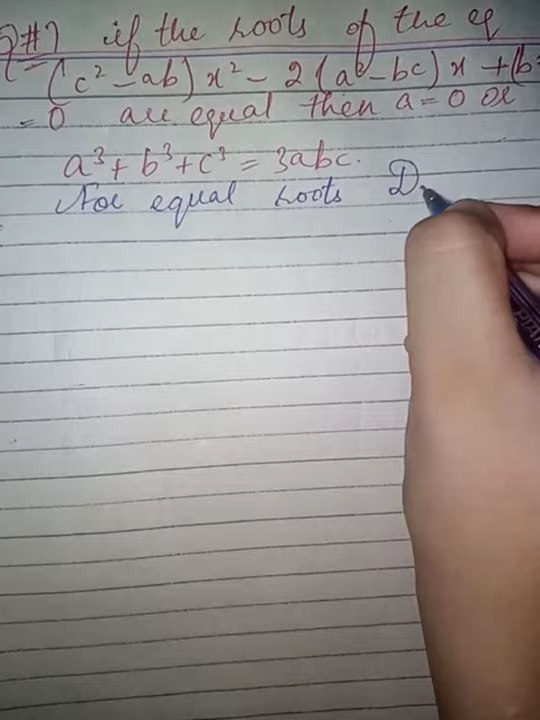 Q#7 if the roots of the eq
(c² - ab) x² - 2 (a² - bc) x + (b²
= 0 are equal then a = 0 or
a³ + b³ + c³ = 3abc.
For equal roots D